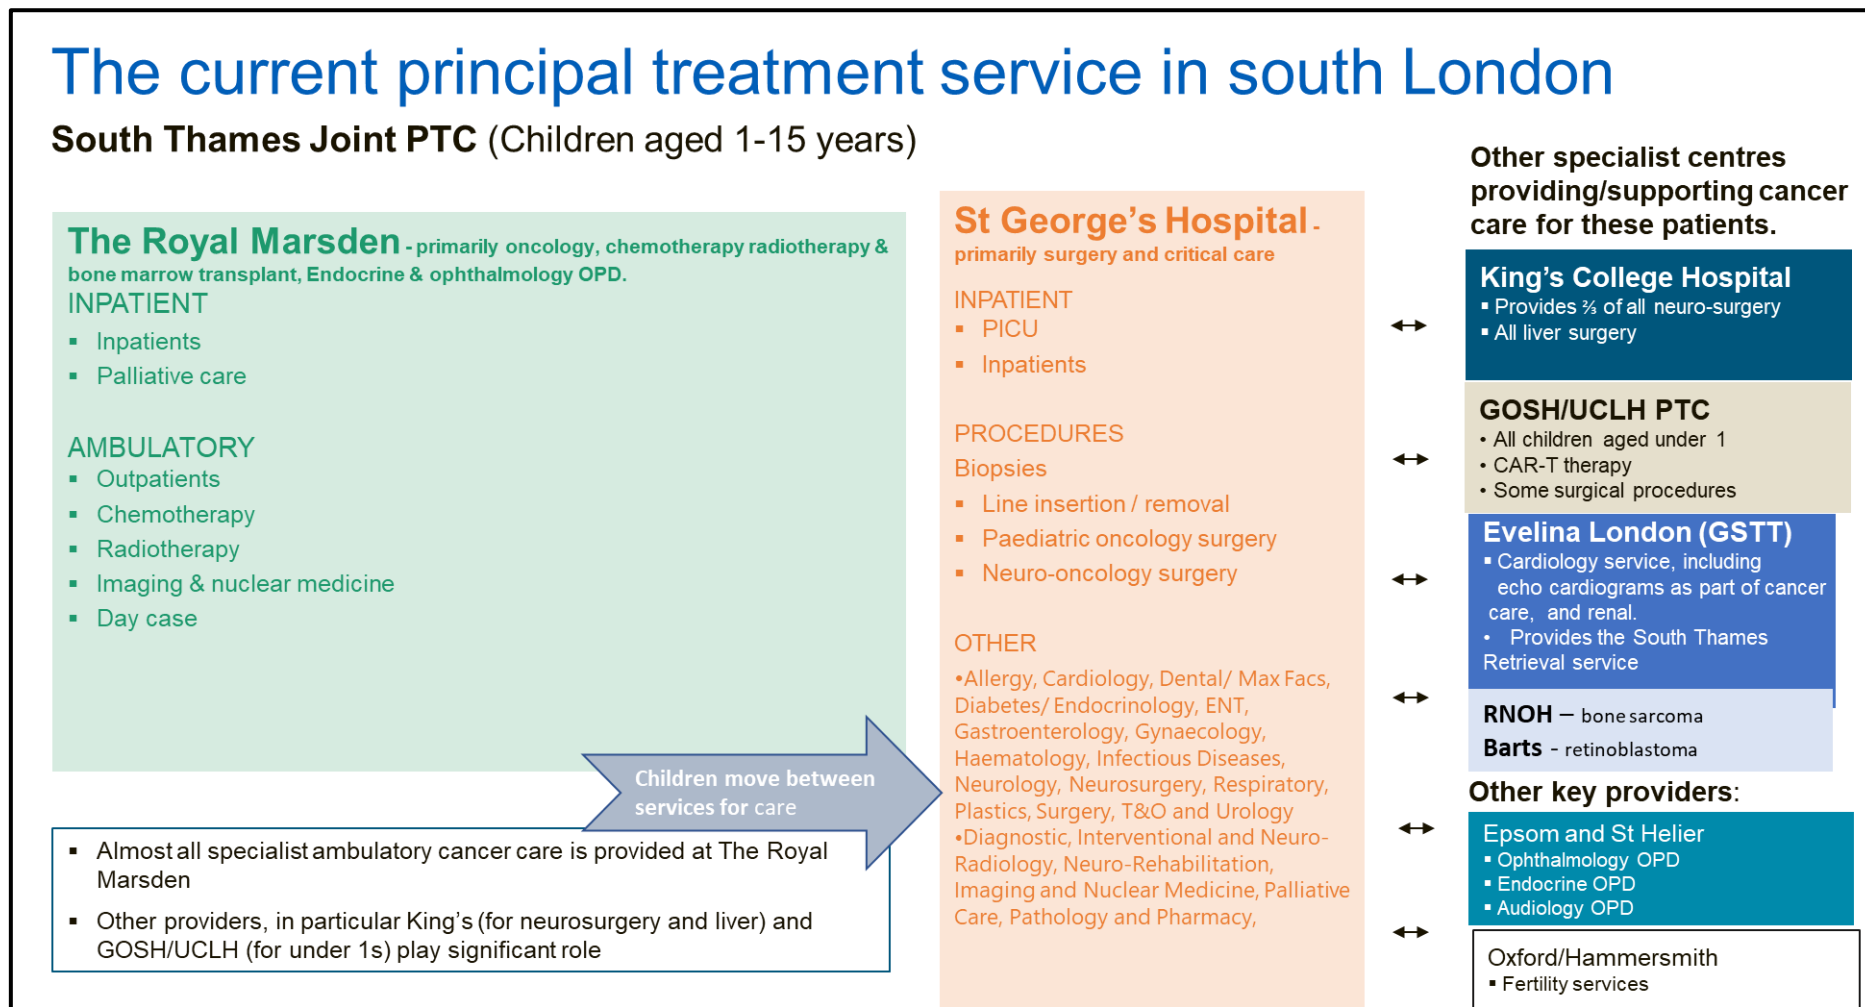 The current principal treatment service in south London
South Thames Joint PTC (Children aged 1-15 years)
The Royal Marsden - primarily oncology, chemotherapy radiotherapy &
bone marrow transplant, Endocrine & ophthalmology OPD.
INPATIENT
▪ Inpatients
▪ Palliative care
AMBULATORY
▪ Outpatients
▪ Chemotherapy
▪ Radiotherapy
▪ Imaging & nuclear medicine
▪ Day case
Children move between
services for care
▪ Almost all specialist ambulatory cancer care is provided at The Royal
Marsden
▪ Other providers, in particular King's (for neurosurgery and liver) and
GOSH/UCLH (for under 1s) play significant role
St George's Hospital -
primarily surgery and critical care
INPATIENT
▪ PICU
▪ Inpatients
PROCEDURES
Biopsies
▪ Line insertion / removal
▪ Paediatric oncology surgery
▪ Neuro-oncology surgery
OTHER
•Allergy, Cardiology, Dental/ Max Facs,
Diabetes/ Endocrinology, ENT,
Gastroenterology, Gynaecology,
Haematology, Infectious Diseases,
Neurology, Neurosurgery, Respiratory,
Plastics, Surgery, T&O and Urology
•Diagnostic, Interventional and Neuro-
Radiology, Neuro-Rehabilitation,
Imaging and Nuclear Medicine, Palliative
Care, Pathology and Pharmacy,
Other specialist centres
providing/supporting cancer
care for these patients.
King's College Hospital
▪ Provides ⅔ of all neuro-surgery
▪ All liver surgery
GOSH/UCLH PTC
• All children aged under 1
• CAR-T therapy
• Some surgical procedures
Evelina London (GSTT)
▪ Cardiology service, including
echo cardiograms as part of cancer
care, and renal.
• Provides the South Thames
Retrieval service
RNOH – bone sarcoma
Barts - retinoblastoma
Other key providers:
Epsom and St Helier
▪ Ophthalmology OPD
▪ Endocrine OPD
▪ Audiology OPD
Oxford/Hammersmith
▪ Fertility services